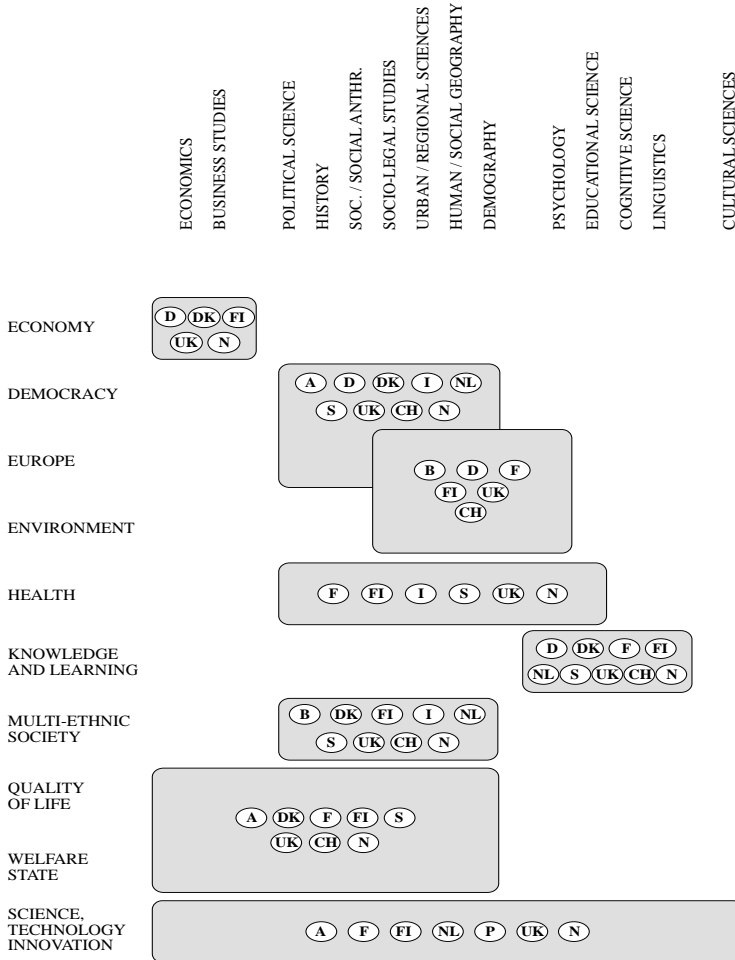 ECONOMICS
BUSINESS STUDIES
POLITICAL SCIENCE
HISTORY
SOC. / SOCIAL ANTHR.
SOCIO-LEGAL STUDIES
URBAN / REGIONAL SCIENCES
HUMAN / SOCIAL GEOGRAPHY
DEMOGRAPHY
PSYCHOLOGY
EDUCATIONAL SCIENCE
COGNITIVE SCIENCE
LINGUISTICS
CULTURAL SCIENCES
ECONOMY
D DK FI
UK N
DEMOCRACY
A D DK I NL
S UK CH N
EUROPE
B D F
FI UK
CH
ENVIRONMENT
HEALTH
F FI I S UK N
KNOWLEDGE
AND LEARNING
D DK F FI
NL S UK CH N
MULTI-ETHNIC
SOCIETY
B DK FI I NL
S UK CH N
QUALITY
OF LIFE
A DK F FI S
UK CH N
WELFARE
STATE
SCIENCE,
TECHNOLOGY
INNOVATION
A F FI NL P UK N